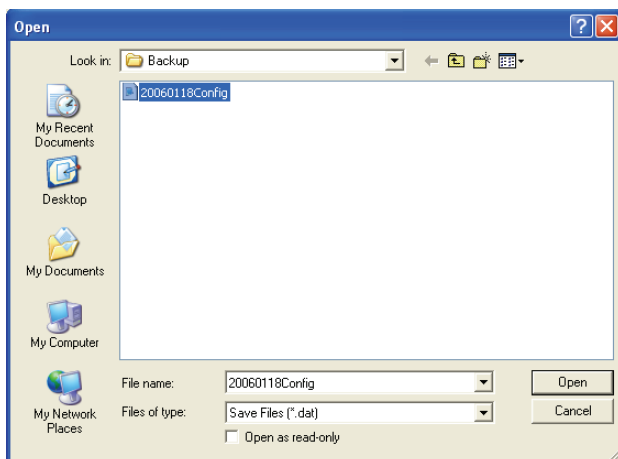 Open
Look in:
Backup
20060118Config
My Recent
Documents
Desktop
My Documents
My Computer
My Network
Places
File name:
20060118Config
Open
Files of type:
Save Files (*.dat)
Cancel
Open as read-only